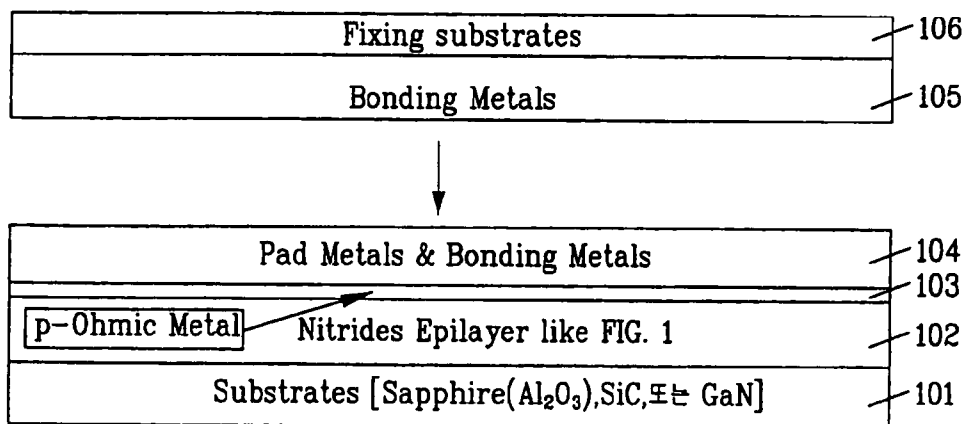 Fixing substrates
106
Bonding Metals
105
Pad Metals & Bonding Metals
104
103
p-Ohmic Metal
Nitrides Epilayer like FIG. 1
102
Substrates [Sapphire(Al₂O₃),SiC,또는 GaN]
101